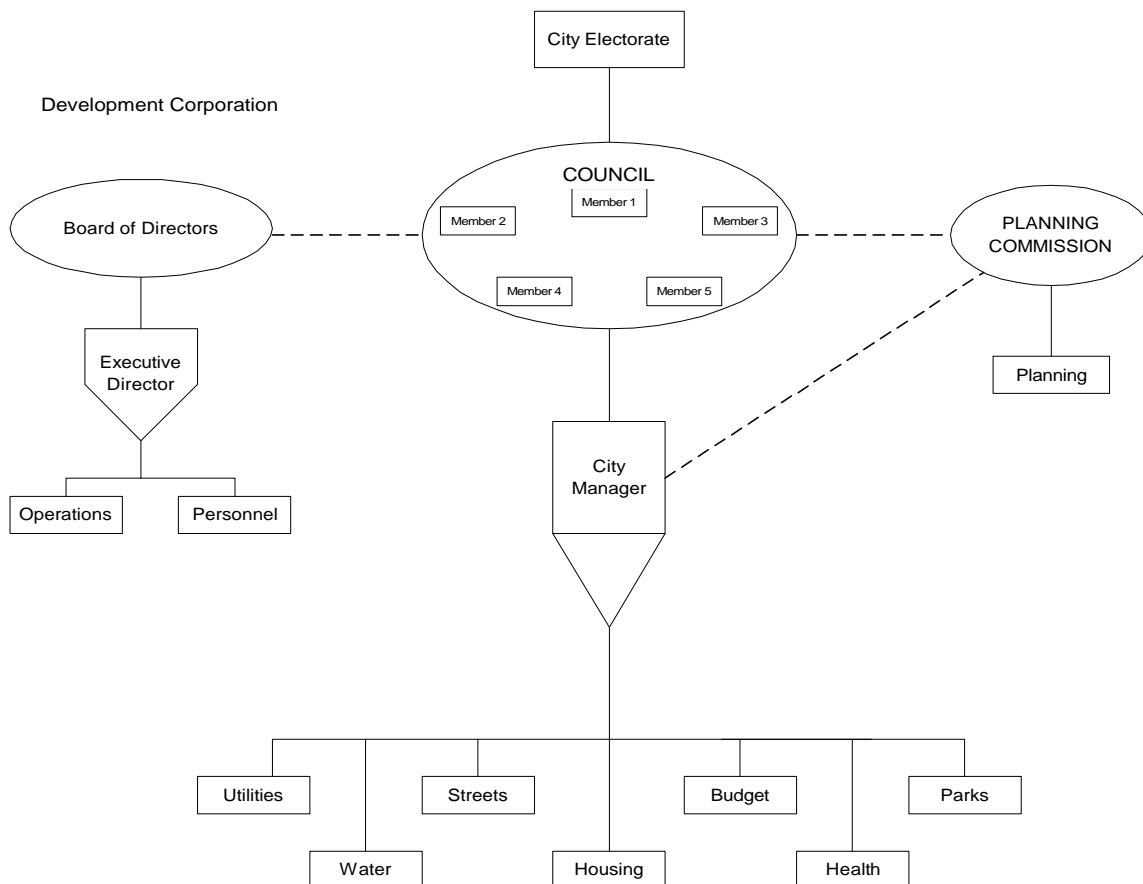 City Electorate
Development Corporation
COUNCIL
Member 1
Member 2
Member 3
Board of Directors
PLANNING
COMMISSION
Member 4
Member 5
Executive
Director
Planning
City
Manager
Operations
Personnel
Utilities
Streets
Budget
Parks
Water
Housing
Health